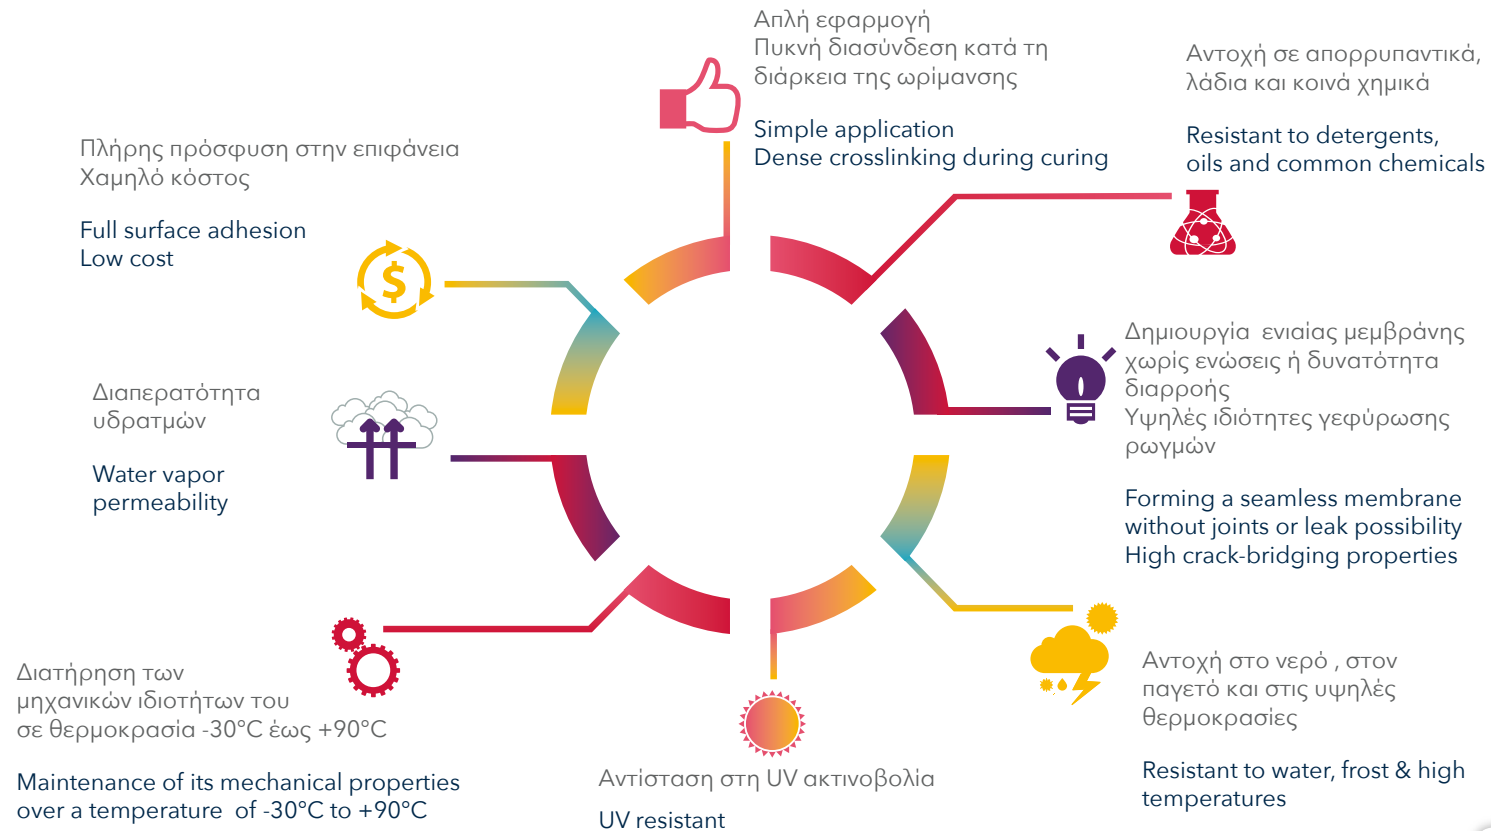 Απλή εφαρμογή
Πυκνή διασύνδεση κατά τη
διάρκεια της ωρίμανσης
Simple application
Dense crosslinking during curing
Αντοχή σε απορρυπαντικά,
λάδια και κοινά χημικά
Resistant to detergents,
oils and common chemicals
Πλήρης πρόσφυση στην επιφάνεια
Χαμηλό κόστος
Full surface adhesion
Low cost
$
Δημιουργία  ενιαίας μεμβράνης
χωρίς ενώσεις ή δυνατότητα
διαρροής
Υψηλές ιδιότητες γεφύρωσης
ρωγμών
Forming a seamless membrane
without joints or leak possibility
High crack-bridging properties
Διαπερατότητα
υδρατμών
Water vapor
permeability
Αντοχή στο νερό , στον
παγετό και στις υψηλές
θερμοκρασίες
Resistant to water, frost & high
temperatures
Διατήρηση των
μηχανικών ιδιοτήτων του
σε θερμοκρασία -30°C έως +90°C
Maintenance of its mechanical properties
over a temperature  of -30°C to +90°C
Αντίσταση στη UV ακτινοβολία
UV resistant